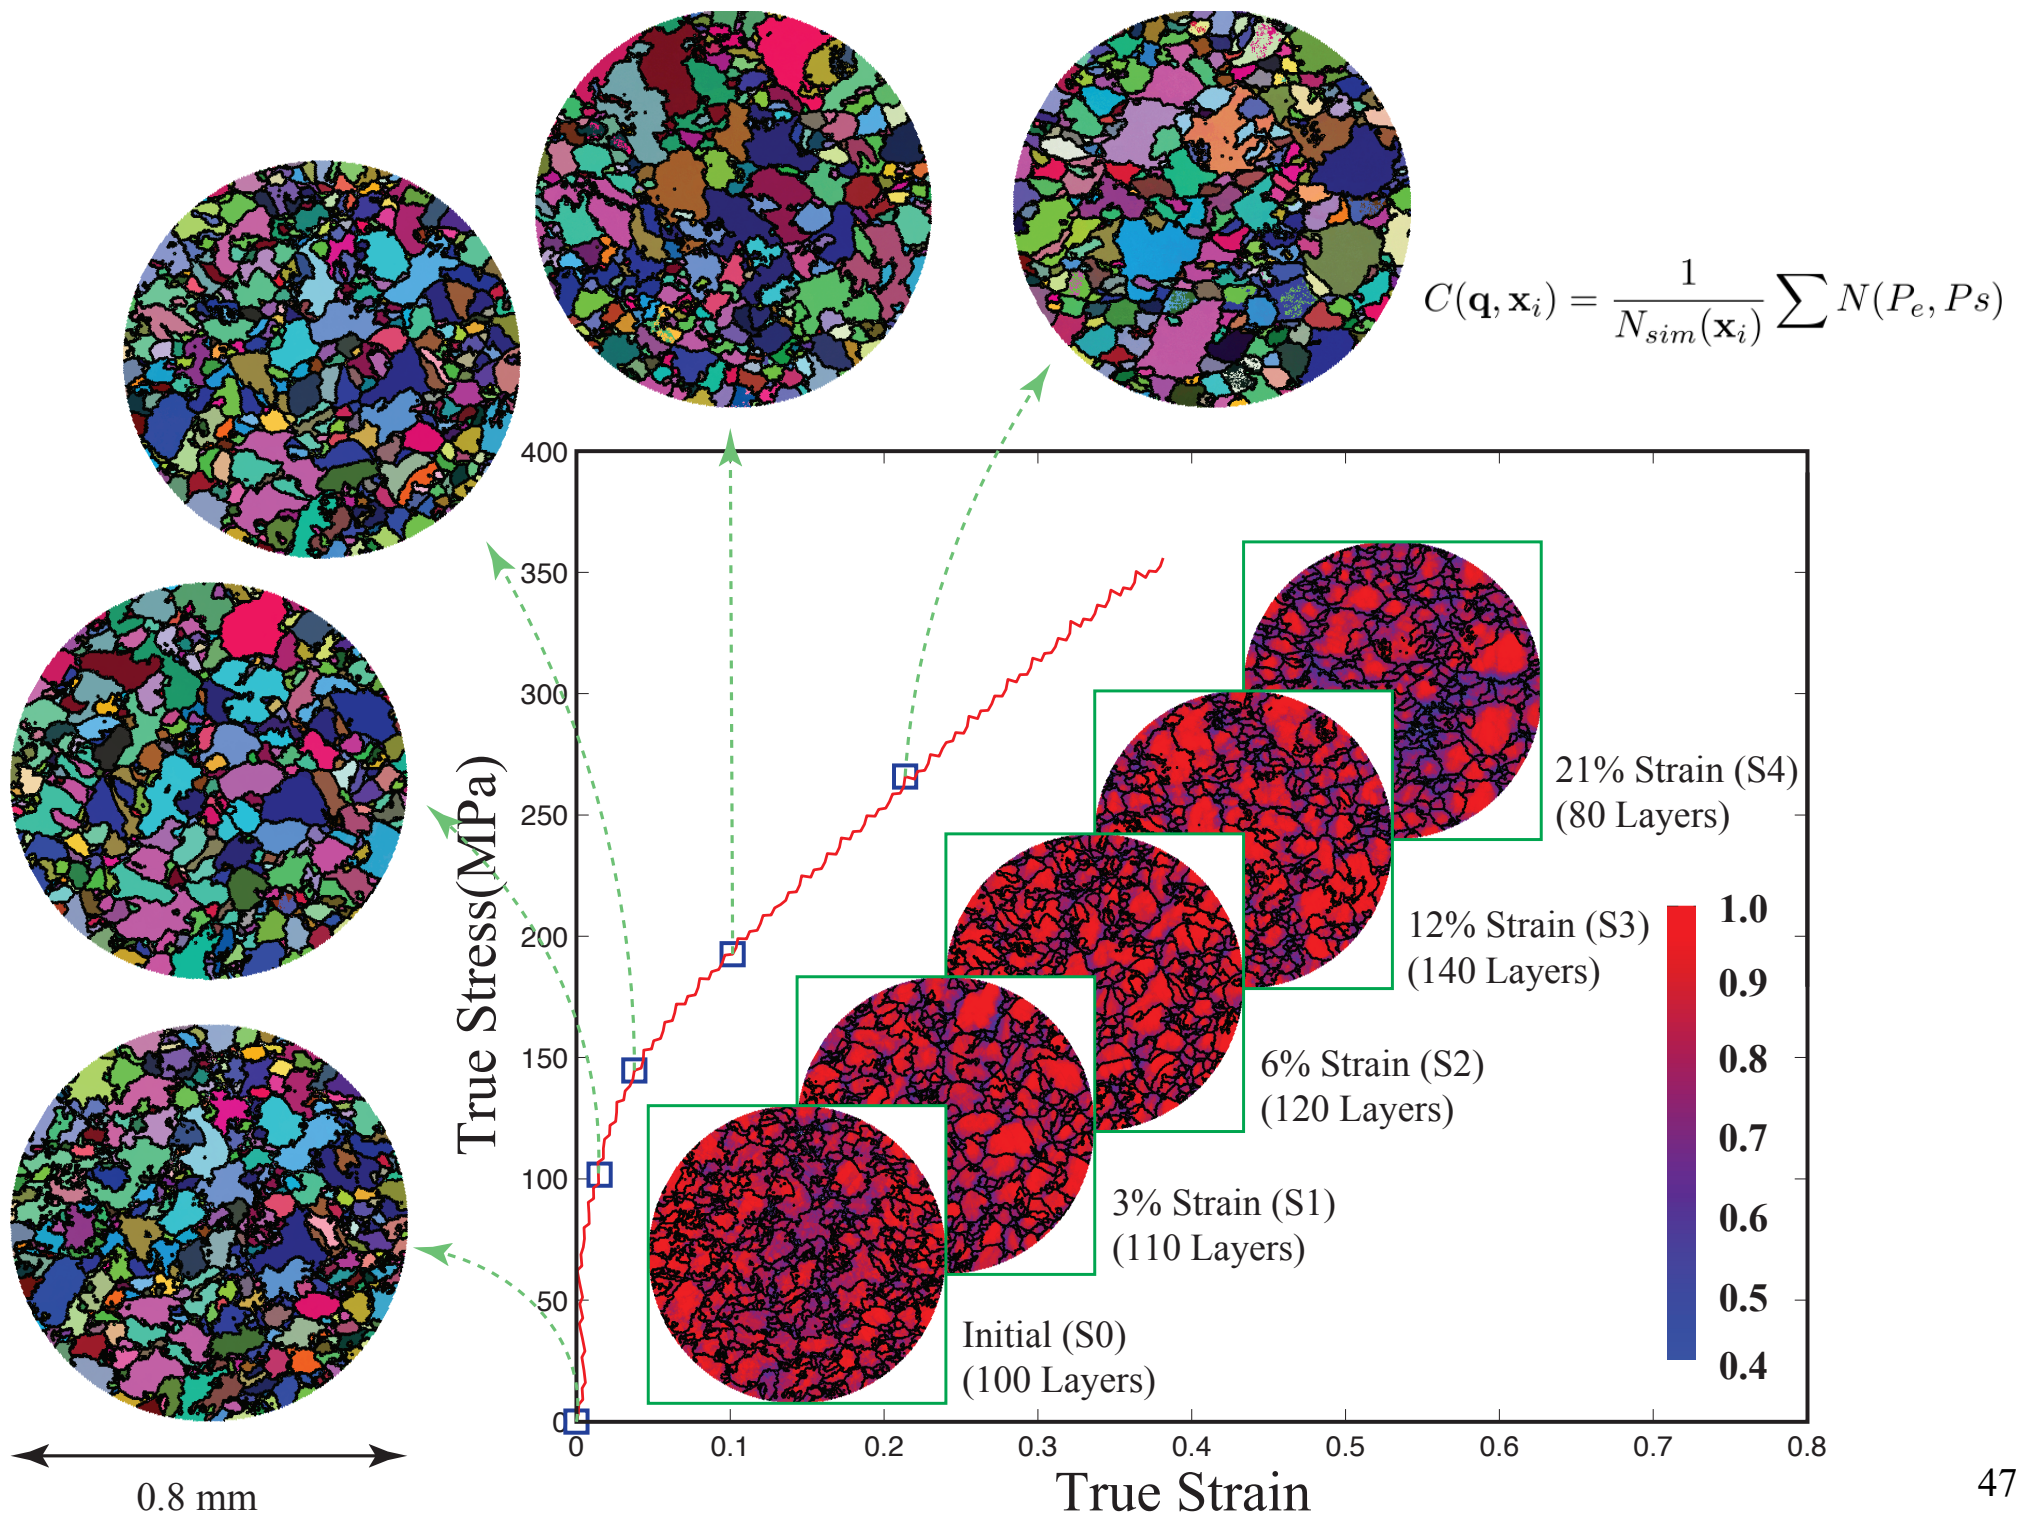 C(q, x_i) = 1 / N_sim(x_i) ∑ N(P_e, Ps)
400
350
300
250
200
150
100
50
0
True Stress(MPa)
0 0.1 0.2 0.3 0.4 0.5 0.6 0.7 0.8
True Strain
21% Strain (S4)
(80 Layers)
12% Strain (S3)
(140 Layers)
6% Strain (S2)
(120 Layers)
3% Strain (S1)
(110 Layers)
Initial (S0)
(100 Layers)
1.0
0.9
0.8
0.7
0.6
0.5
0.4
0.8 mm
47